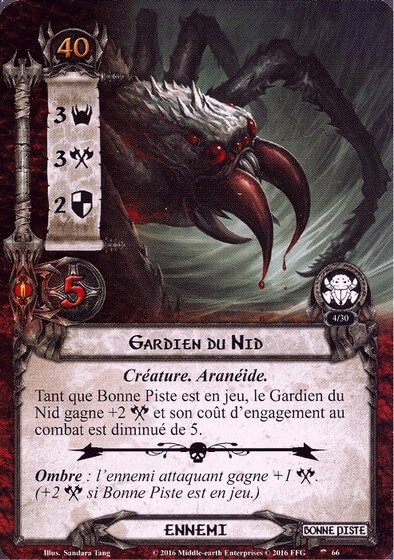 40
3
3
2
5
4/30
Gardien du Nid
Créature. Aranéide.
Tant que Bonne Piste est en jeu, le Gardien du
Nid gagne +2 et son coût d'engagement au
combat est diminué de 5.
Ombre : l'ennemi attaquant gagne +1 .
(+2 si Bonne Piste est en jeu.)
ENNEMI
BONNE PISTE
Illus. Sandara Tang © 2016 Middle-earth Enterprises © 2016 FFG 66